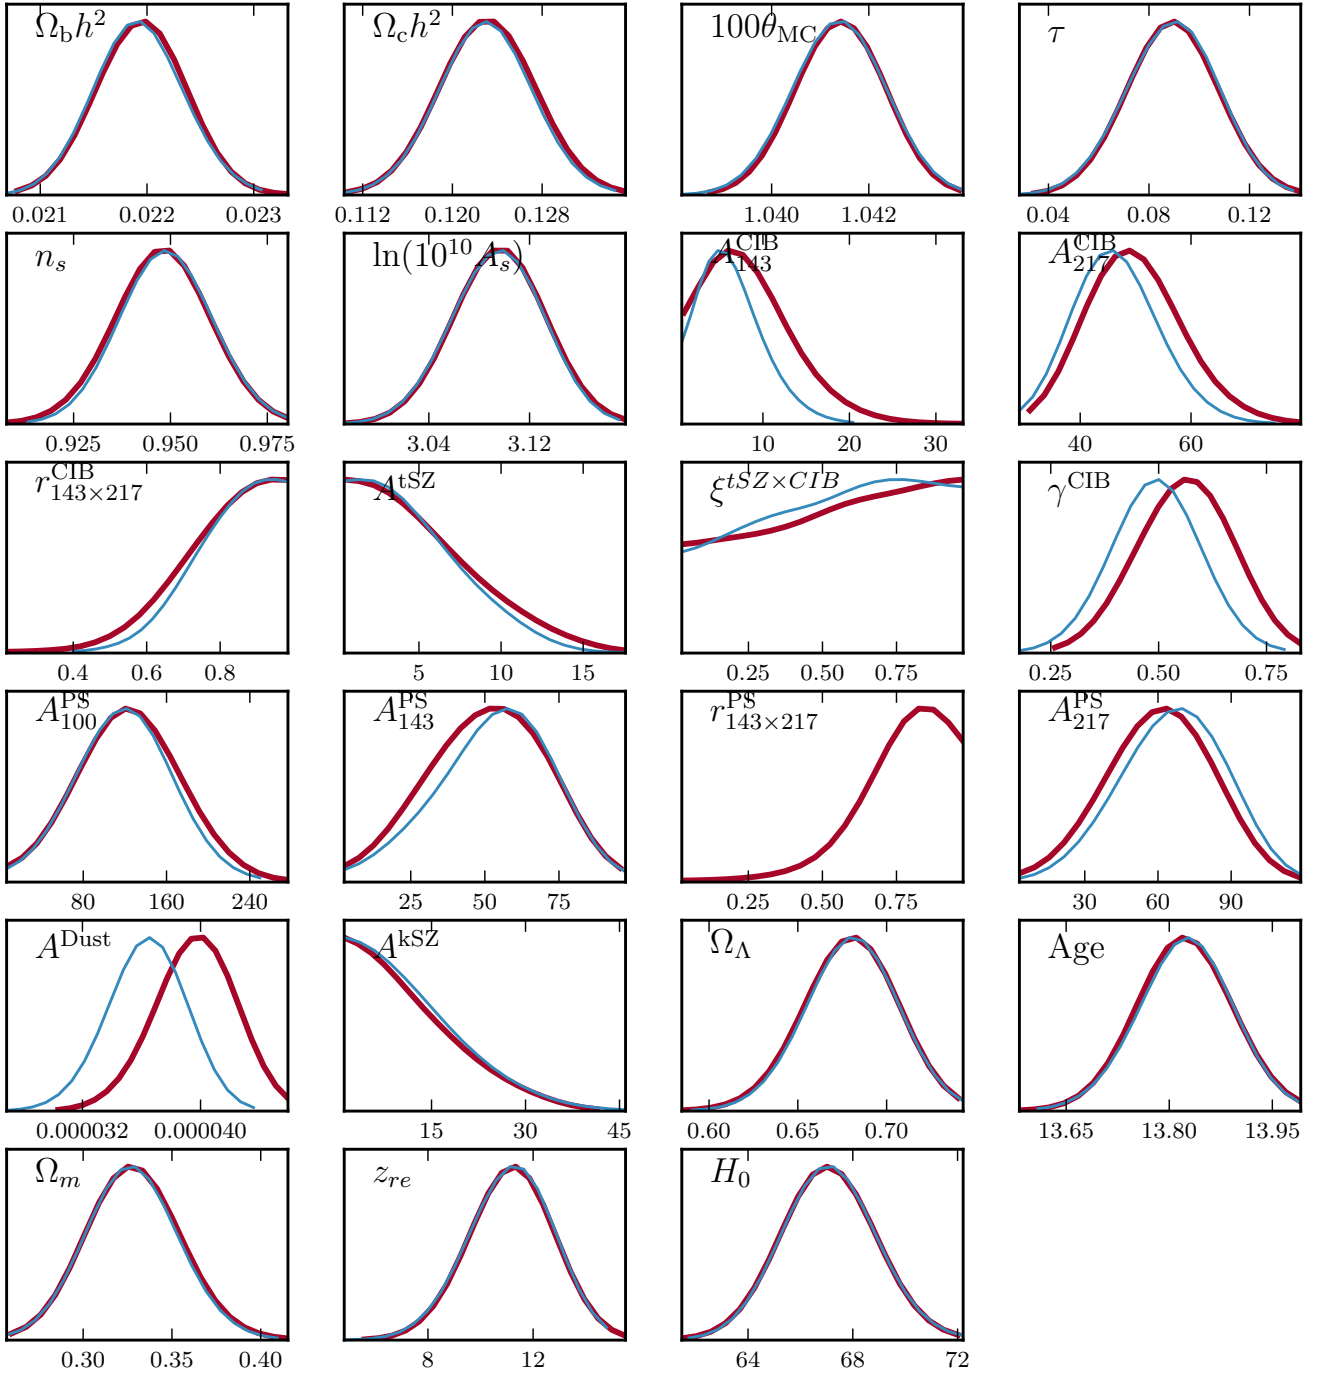 Ω_b h² Ω_c h² 100θ_MC τ
0.021 0.022 0.023 0.112 0.120 0.128 1.040 1.042 0.04 0.08 0.12
n_s ln(10¹⁰ A_s) A^CIB_143 A^CIB_217
0.925 0.950 0.975 3.04 3.12 10 20 30 40 60
r^CIB_143×217 A^tSZ ξ^tSZ×CIB γ^CIB
0.4 0.6 0.8 5 10 15 0.25 0.50 0.75 0.25 0.50 0.75
A^PS_100 A^PS_143 r^PS_143×217 A^PS_217
80 160 240 25 50 75 0.25 0.50 0.75 30 60 90
A^Dust A^kSZ Ω_Λ Age
0.000032 0.000040 15 30 45 0.60 0.65 0.70 13.65 13.80 13.95
Ω_m z_re H_0
0.30 0.35 0.40 8 12 64 68 72